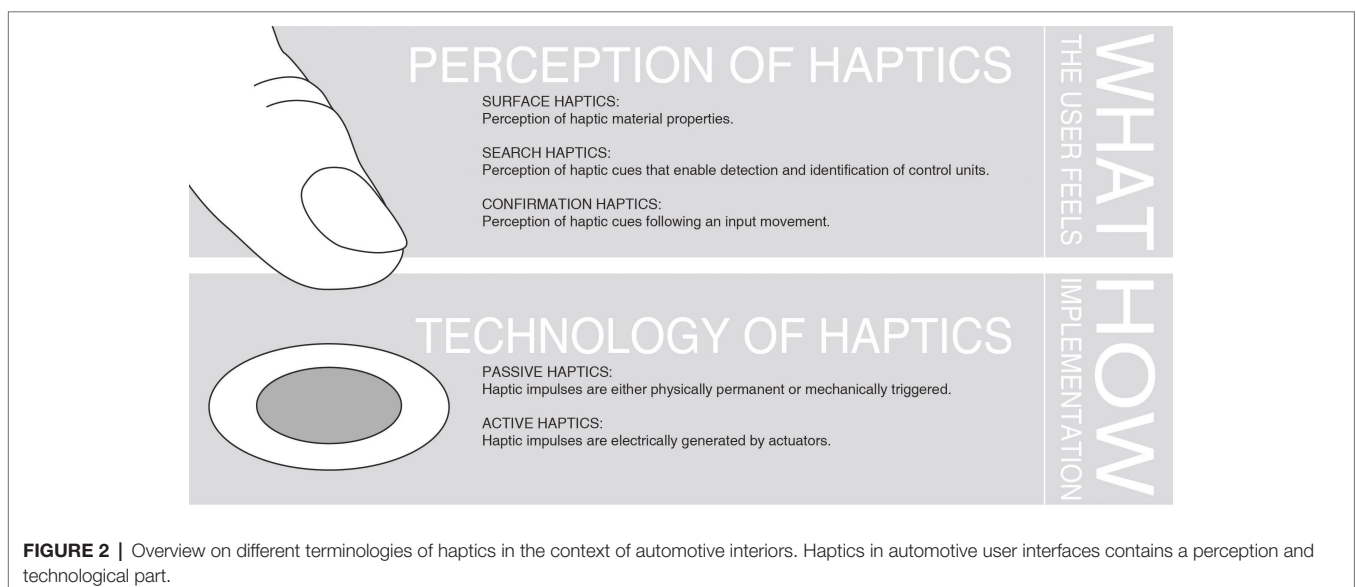 PERCEPTION OF HAPTICS
SURFACE HAPTICS:
Perception of haptic material properties.
SEARCH HAPTICS:
Perception of haptic cues that enable detection and identification of control units.
CONFIRMATION HAPTICS:
Perception of haptic cues following an input movement.
WHAT
THE USER FEELS
TECHNOLOGY OF HAPTICS
PASSIVE HAPTICS:
Haptic impulses are either physically permanent or mechanically triggered.
ACTIVE HAPTICS:
Haptic impulses are electrically generated by actuators.
HOW
IMPLEMENTATION
FIGURE 2 | Overview on different terminologies of haptics in the context of automotive interiors. Haptics in automotive user interfaces contains a perception and
technological part.